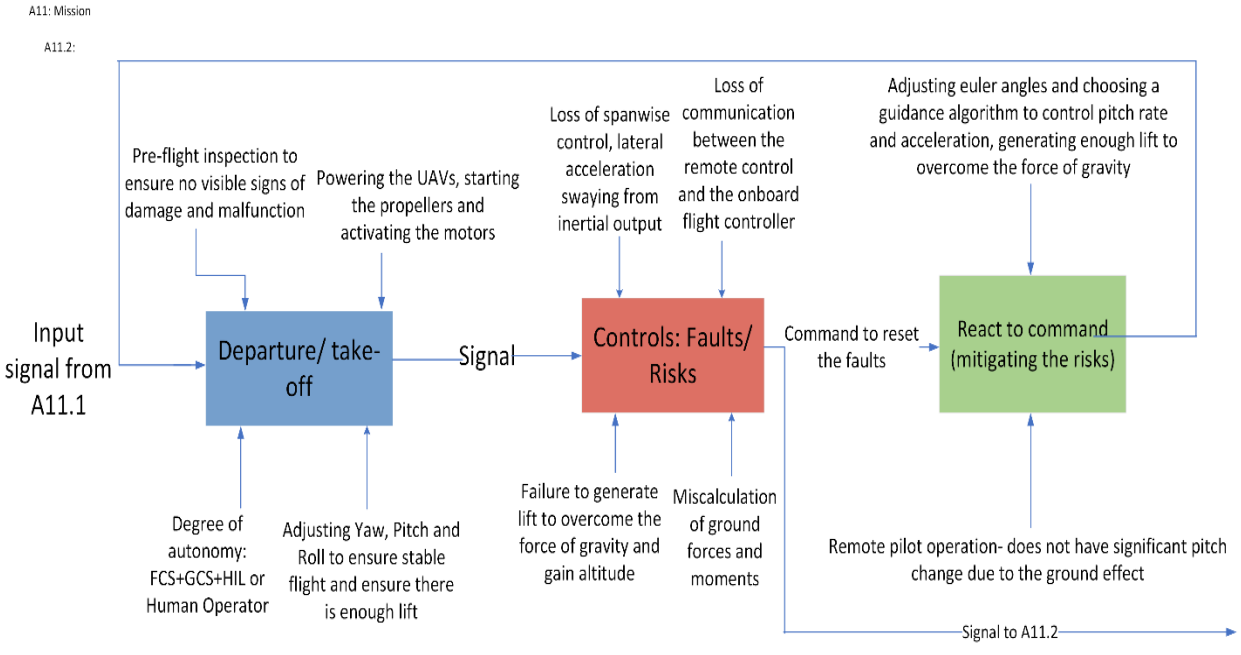 A11: Mission
A11.2:
Pre-flight inspection to
ensure no visible signs of
damage and malfunction
Powering the UAVs, starting
the propellers and
activating the motors
Loss of spanwise
control, lateral
acceleration
swaying from
inertial output
Loss of
communication
between the
remote control
and the onboard
flight controller
Adjusting euler angles and choosing a
guidance algorithm to control pitch rate
and acceleration, generating enough lift to
overcome the force of gravity
Input
signal from
A11.1
Departure/ take-
off
Signal
Controls: Faults/
Risks
Command to reset
the faults
React to command
(mitigating the risks)
Degree of
autonomy:
FCS+GCS+HIL or
Human Operator
Adjusting Yaw, Pitch and
Roll to ensure stable
flight and ensure there
is enough lift
Failure to generate
lift to overcome the
force of gravity and
gain altitude
Miscalculation
of ground
forces and
moments
Remote pilot operation- does not have significant pitch
change due to the ground effect
Signal to A11.2